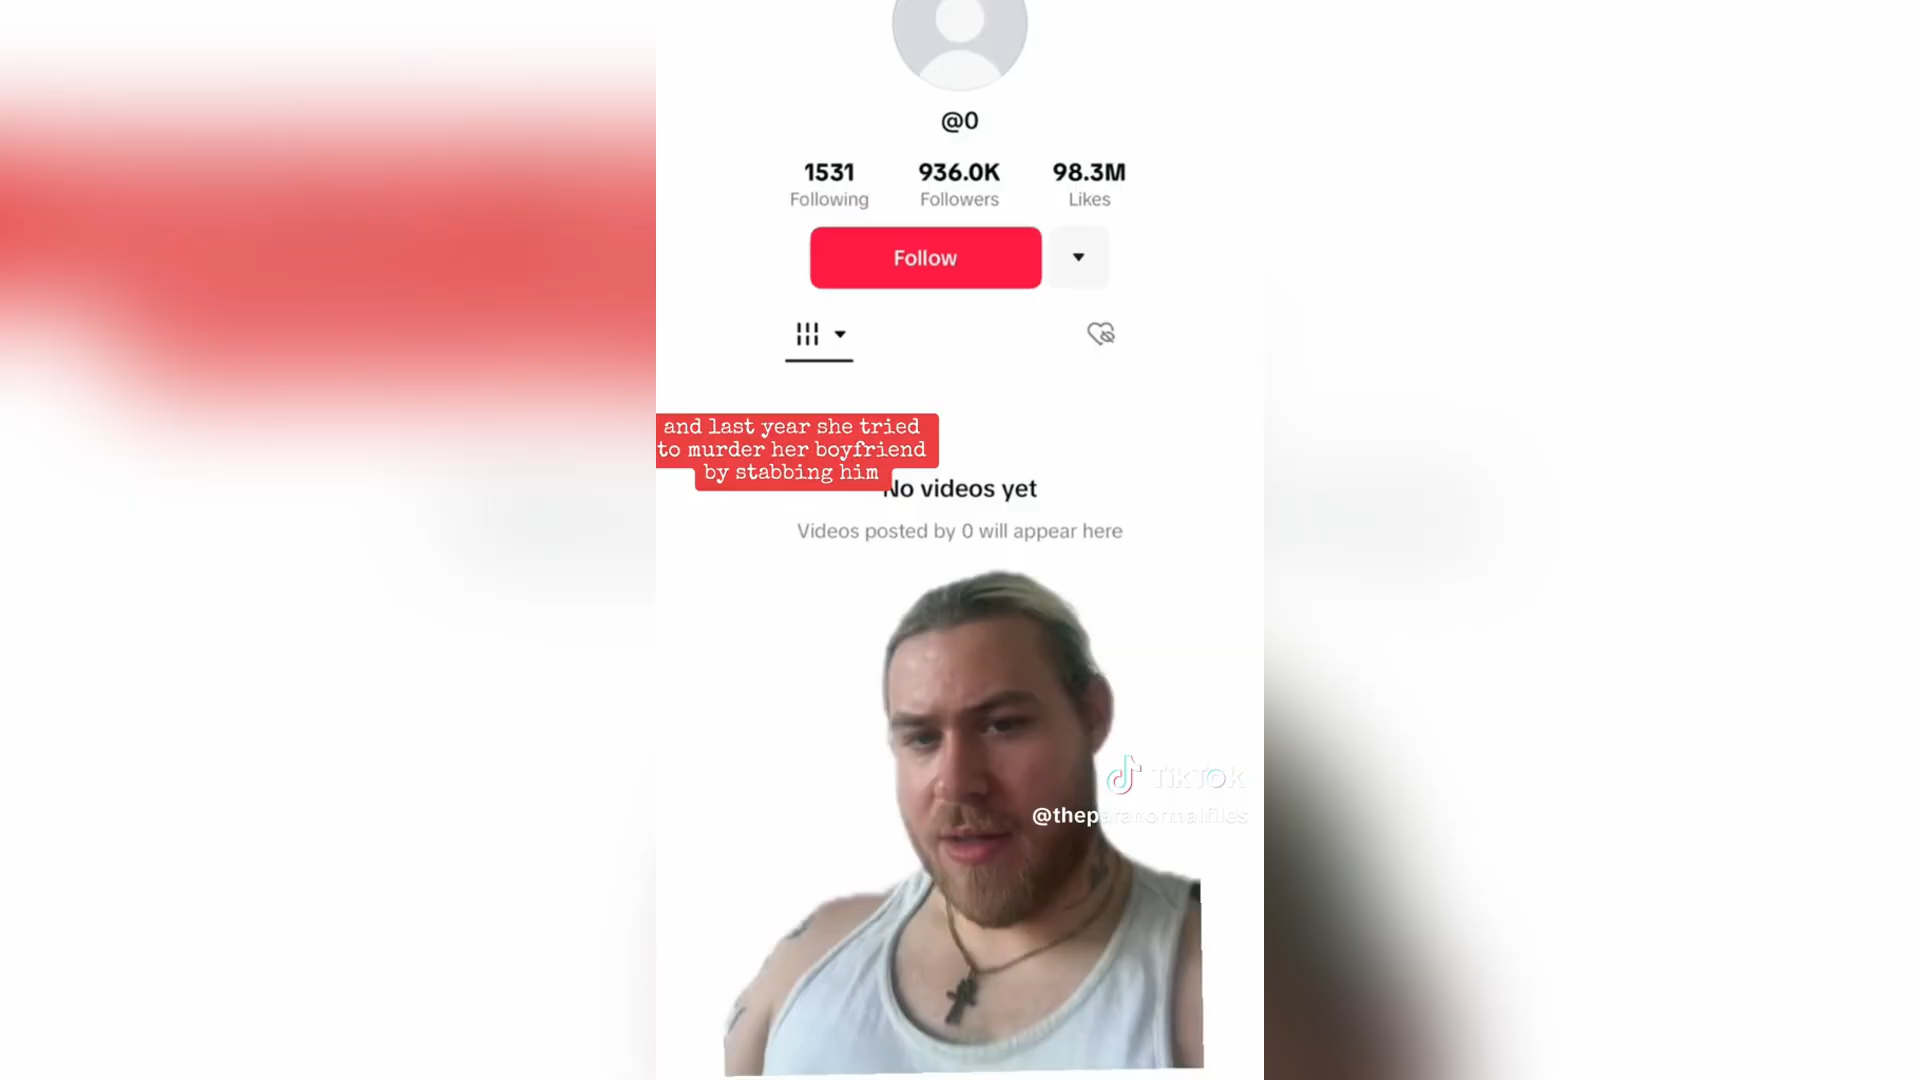 @0
1531 936.0K 98.3M
Following Followers Likes
Follow
and last year she tried
to murder her boyfriend
by stabbing him
No videos yet
Videos posted by 0 will appear here
TikTok
@theparanormalfiles